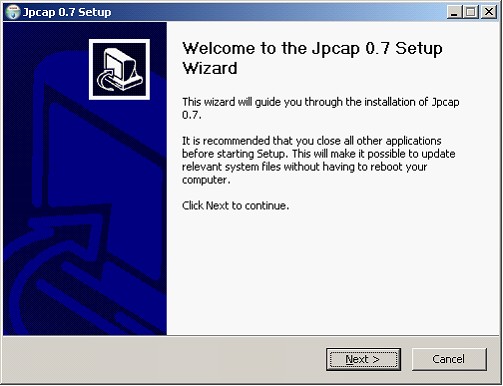 Jpcap 0.7 Setup
Welcome to the Jpcap 0.7 Setup
Wizard
This wizard will guide you through the installation of Jpcap
0.7.
It is recommended that you close all other applications
before starting Setup. This will make it possible to update
relevant system files without having to reboot your
computer.
Click Next to continue.
Next >
Cancel